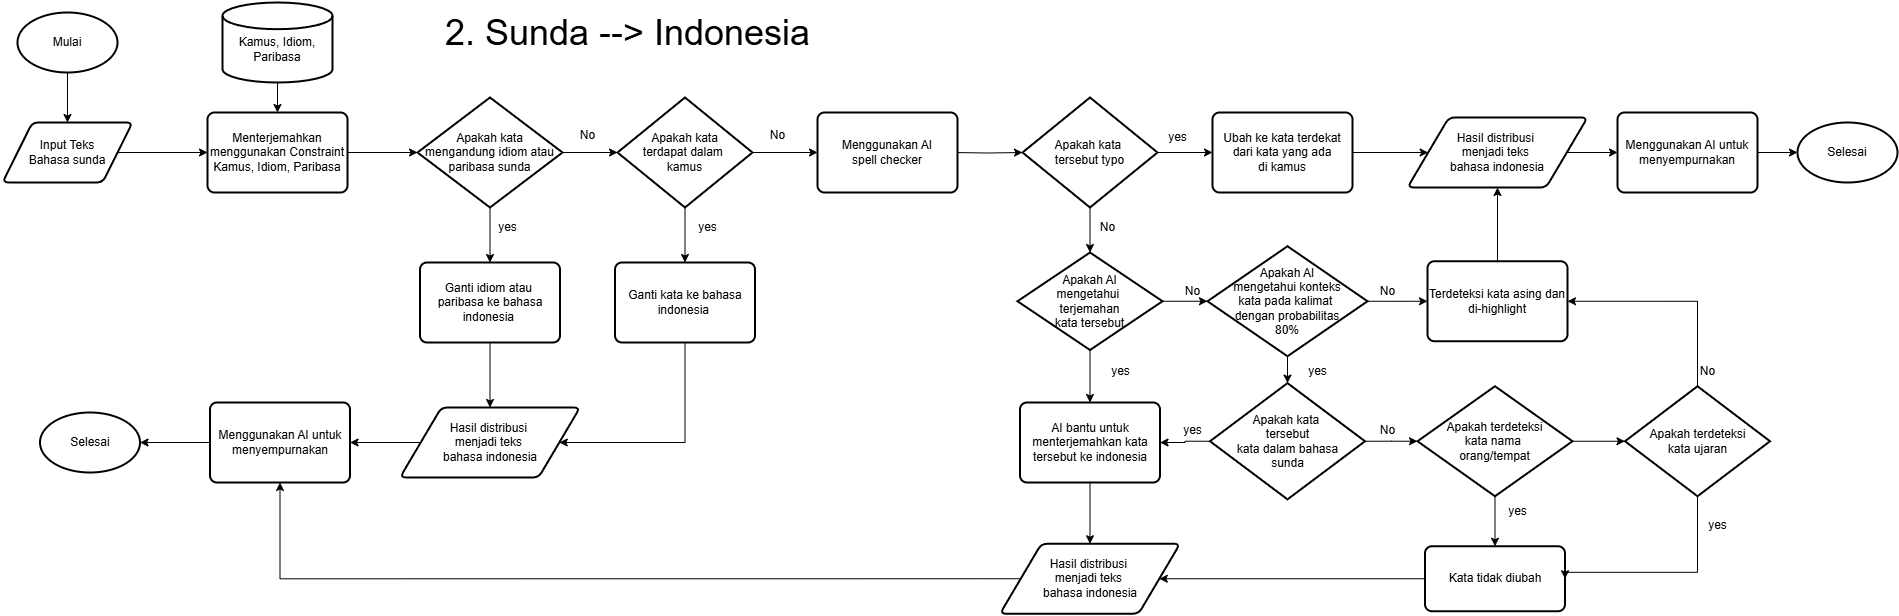 2. Sunda --> Indonesia
Mulai
Kamus, Idiom,
Paribasa
Input Teks
Bahasa sunda
Menterjemahkan
menggunakan Constraint
Kamus, Idiom, Paribasa
Apakah kata
mengandung idiom atau
paribasa sunda
No
Apakah kata
terdapat dalam
kamus
No
Menggunakan AI
spell checker
Apakah kata
tersebut typo
yes
Ubah ke kata terdekat
dari kata yang ada
di kamus
Hasil distribusi
menjadi teks
bahasa indonesia
Menggunakan AI untuk
menyempurnakan
Selesai
yes
yes
No
Ganti idiom atau
paribasa ke bahasa
indonesia
Ganti kata ke bahasa
indonesia
Apakah AI
mengetahui
terjemahan
kata tersebut
No
Apakah AI
mengetahui konteks
kata pada kalimat
dengan probabilitas
80%
No
Terdeteksi kata asing dan
di-highlight
yes
yes
No
Selesai
Menggunakan AI untuk
menyempurnakan
Hasil distribusi
menjadi teks
bahasa indonesia
AI bantu untuk
menterjemahkan kata
tersebut ke indonesia
yes
Apakah kata
tersebut
kata dalam bahasa
sunda
No
Apakah terdeteksi
kata nama
orang/tempat
Apakah terdeteksi
kata ujaran
yes
yes
Hasil distribusi
menjadi teks
bahasa indonesia
Kata tidak diubah